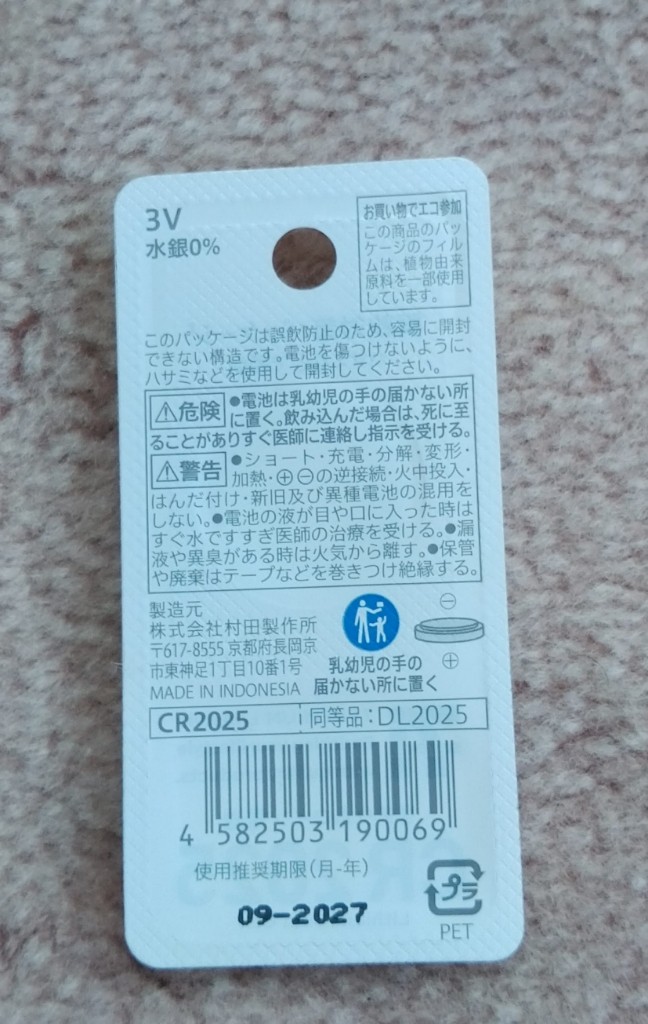 3V
水銀0%
お買い物でエコ参加
この商品のパッ
ケージのフィル
ムは、植物由来
原料を一部使用
しています。
このパッケージは誤飲防止のため、容易に開封
できない構造です。電池を傷つけないように、
ハサミなどを使用して開封してください。
⚠危険 ●電池は乳幼児の手の届かない所
に置く。飲み込んだ場合は、死に至
ることがありすぐ医師に連絡し指示を受ける。
⚠警告 ●ショート・充電・分解・変形・
加熱・⊕⊖の逆接続・火中投入・
はんだ付け・新旧及び異種電池の混用を
しない。●電池の液が目や口に入った時は
すぐ水ですすぎ医師の治療を受ける。●漏
液や異臭がある時は火気から離す。●保管
や廃棄はテープなどを巻きつけ絶縁する。
製造元
株式会社村田製作所
〒617-8555 京都府長岡京
市東神足1丁目10番1号
MADE IN INDONESIA
乳幼児の手の
届かない所に置く
⊖
⊕
CR2025 同等品:DL2025
4 582503 190069
使用推奨期限(月-年)
09-2027
プラ
PET